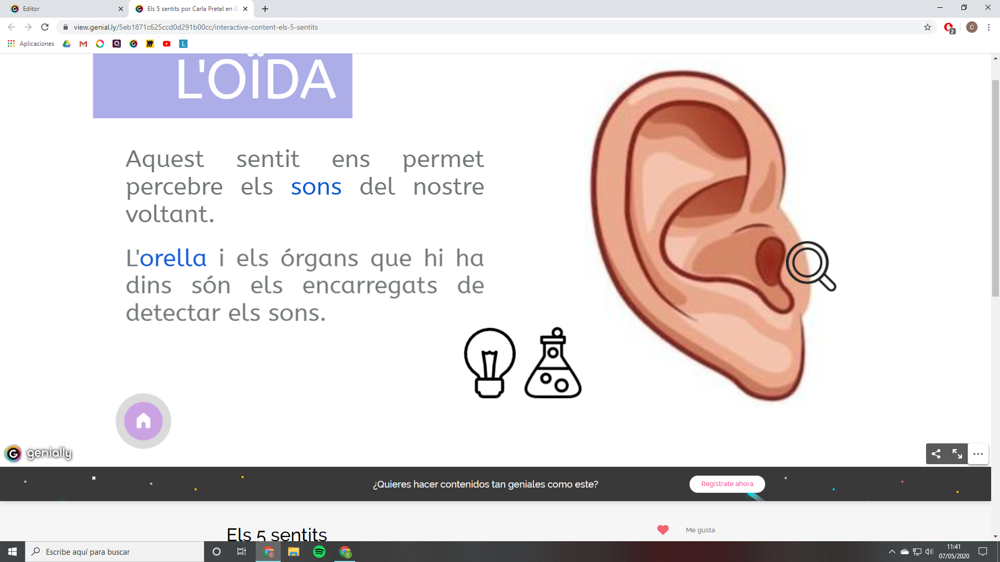 Editor
Els 5 sentits por Carla Pretel en G
view.genial.ly/5eb1871c625ccd0d291b00cc/interactive-content-els-5-sentits
2
C
Aplicaciones
L
L'OÏDA
Aquest sentit ens permet
percebre els sons del nostre
voltant.
L'orella i els órgans que hi ha
dins són els encarregats de
detectar els sons.
genially
¿Quieres hacer contenidos tan geniales como este?
Regístrate ahora
Els 5 sentits
Me gusta
Escribe aquí para buscar
11:41
07/05/2020